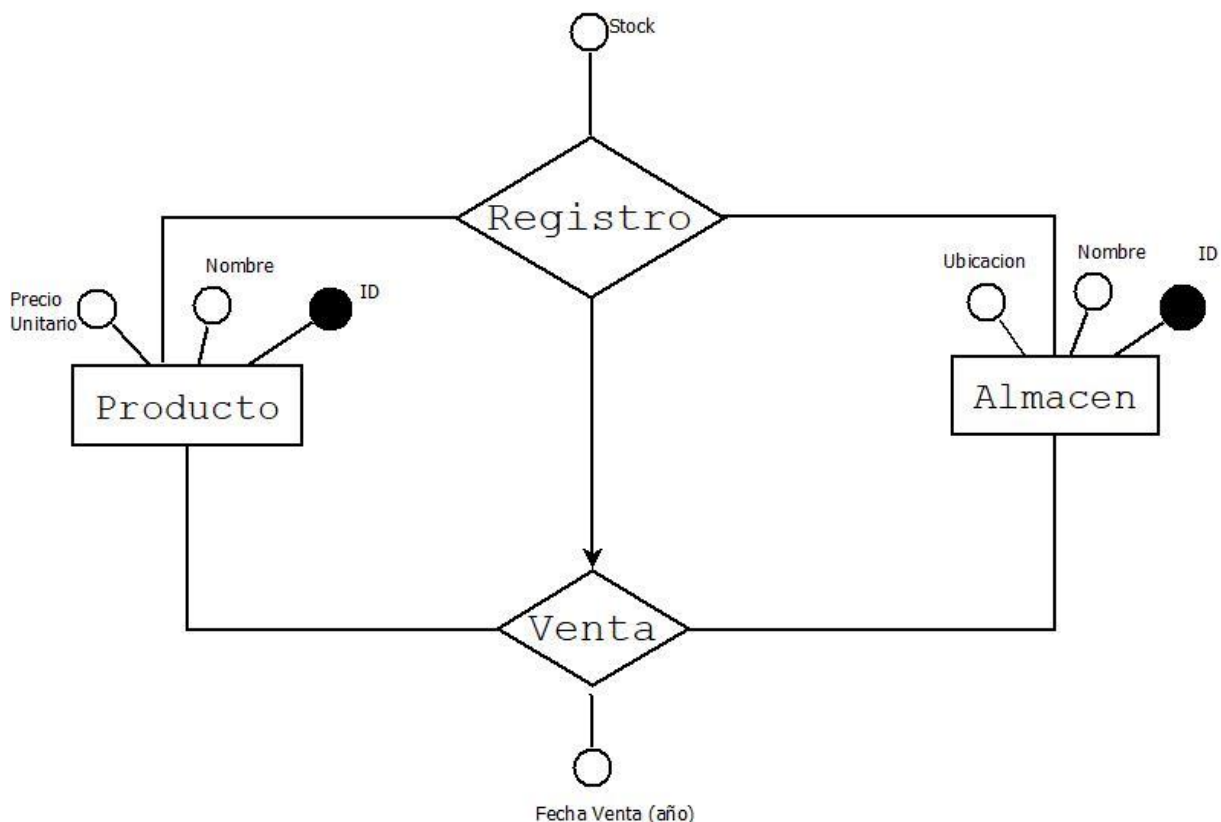 Stock
Registro
Nombre
ID
Precio
Unitario
Producto
Ubicacion
Nombre
ID
Almacen
Venta
Fecha Venta (año)